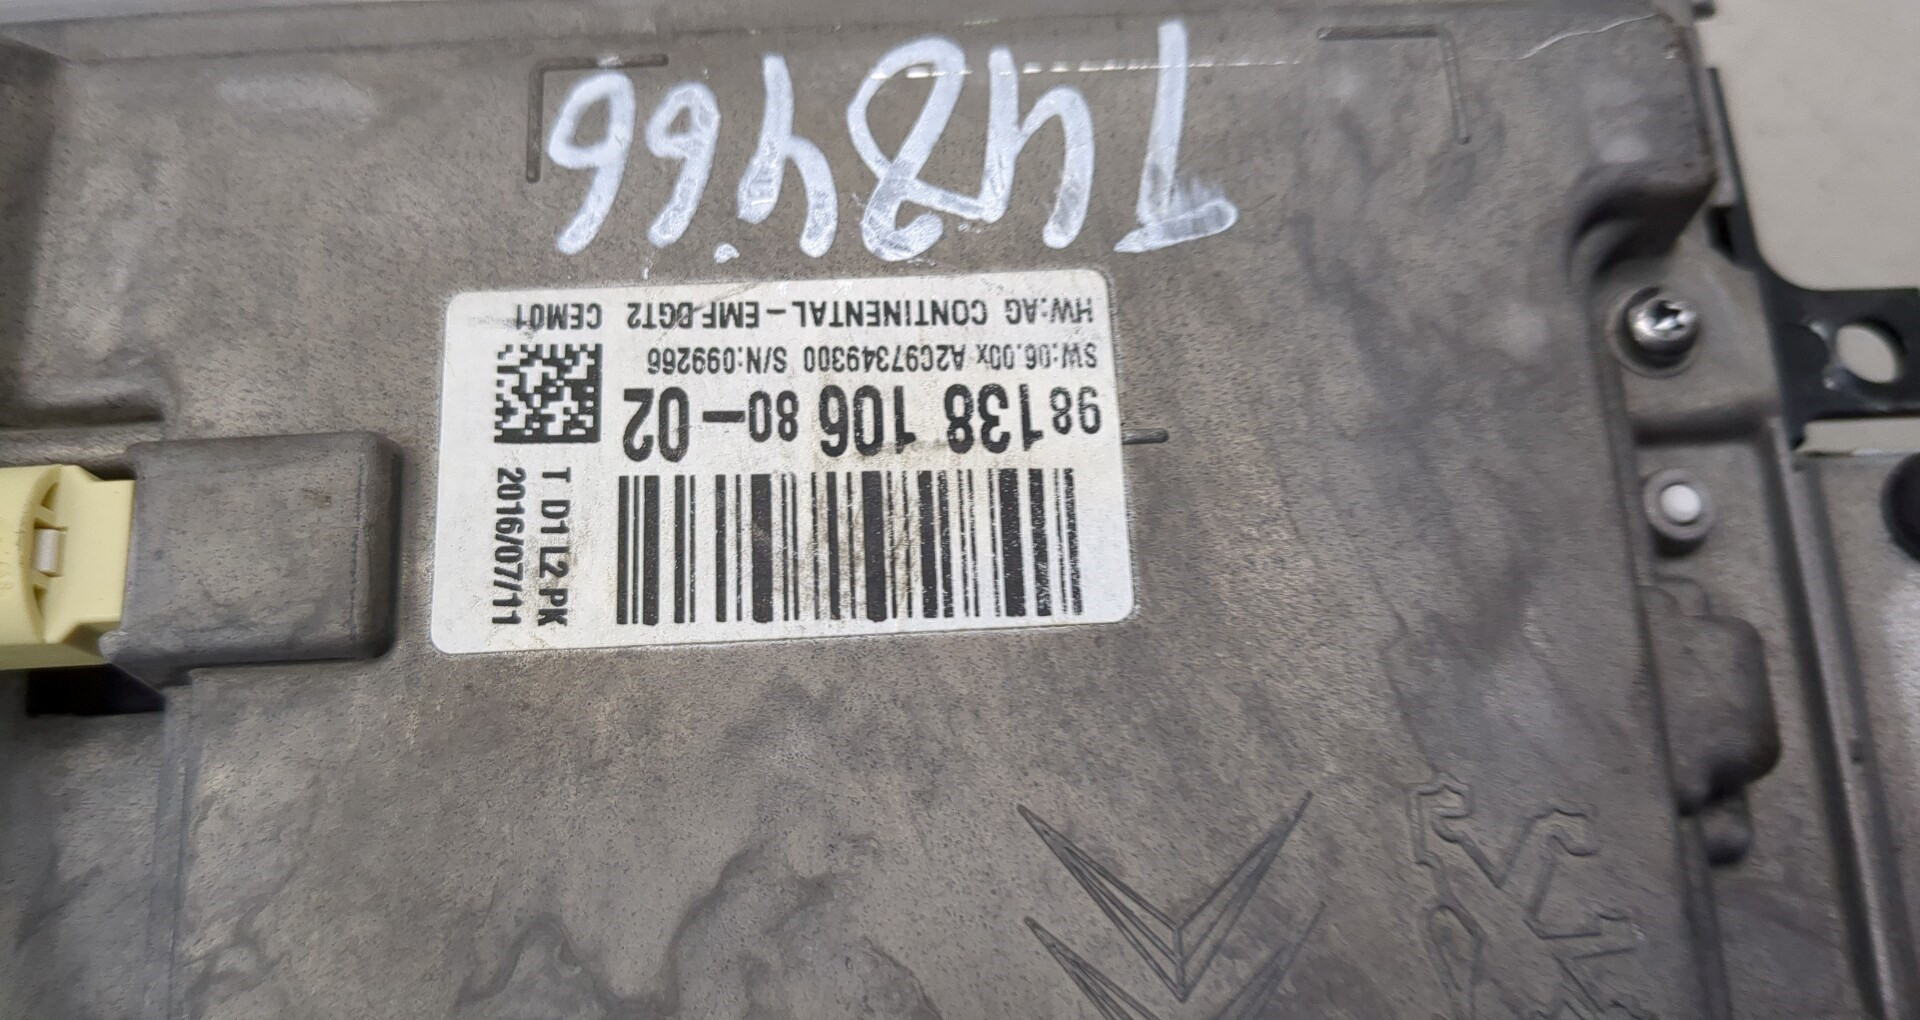 T D1 L2 PK
2016/07/11
98 138 106 80-02
SW:06.00x A2C97349300 S/N:099266
HW:AG CONTINENTAL - EMF DGT2 CEM01
T48466